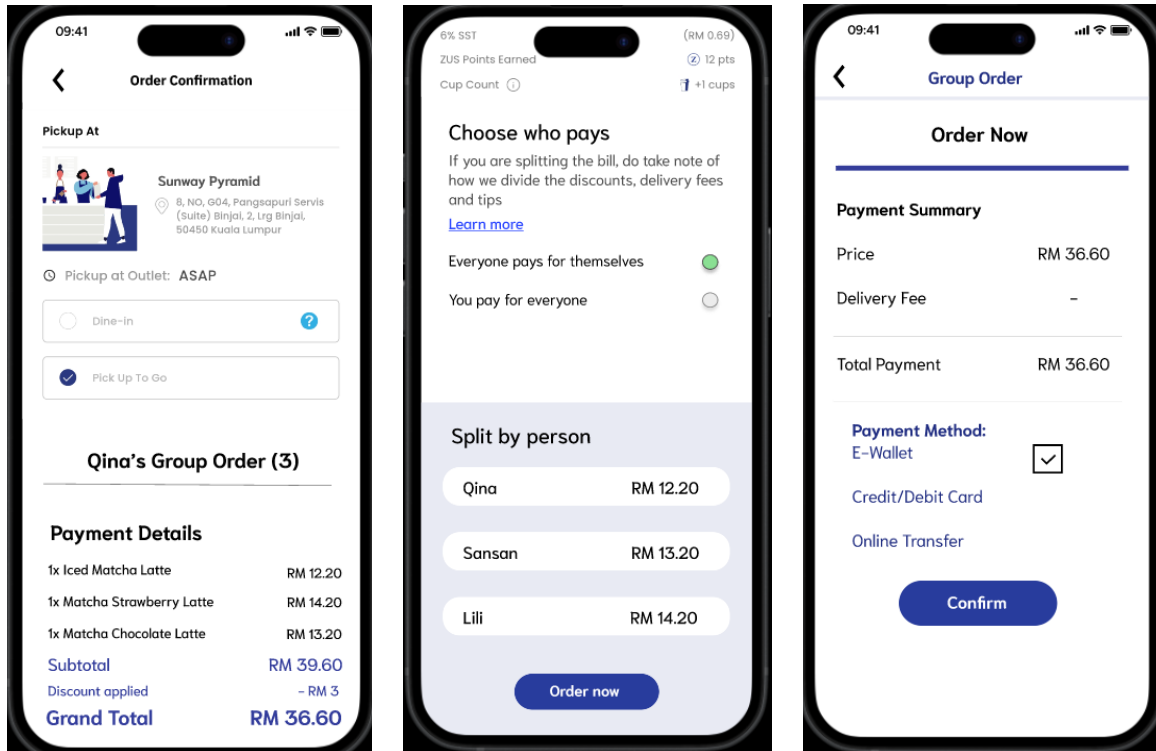 09:41
Order Confirmation
Pickup At
Sunway Pyramid
8, NO, G04, Pangsapuri Servis
(Suite) Binjai, 2, Lrg Binjai,
50450 Kuala Lumpur
Pickup at Outlet: ASAP
Dine-in ?
Pick Up To Go
Qina's Group Order (3)
Payment Details
1x Iced Matcha Latte RM 12.20
1x Matcha Strawberry Latte RM 14.20
1x Matcha Chocolate Latte RM 13.20
Subtotal RM 39.60
Discount applied - RM 3
Grand Total RM 36.60
6% SST (RM 0.69)
ZUS Points Earned Z 12 pts
Cup Count i +1 cups
Choose who pays
If you are splitting the bill, do take note of
how we divide the discounts, delivery fees
and tips
Learn more
Everyone pays for themselves
You pay for everyone
Split by person
Qina RM 12.20
Sansan RM 13.20
Lili RM 14.20
Order now
09:41
Group Order
Order Now
Payment Summary
Price RM 36.60
Delivery Fee -
Total Payment RM 36.60
Payment Method:
E-Wallet
Credit/Debit Card
Online Transfer
Confirm